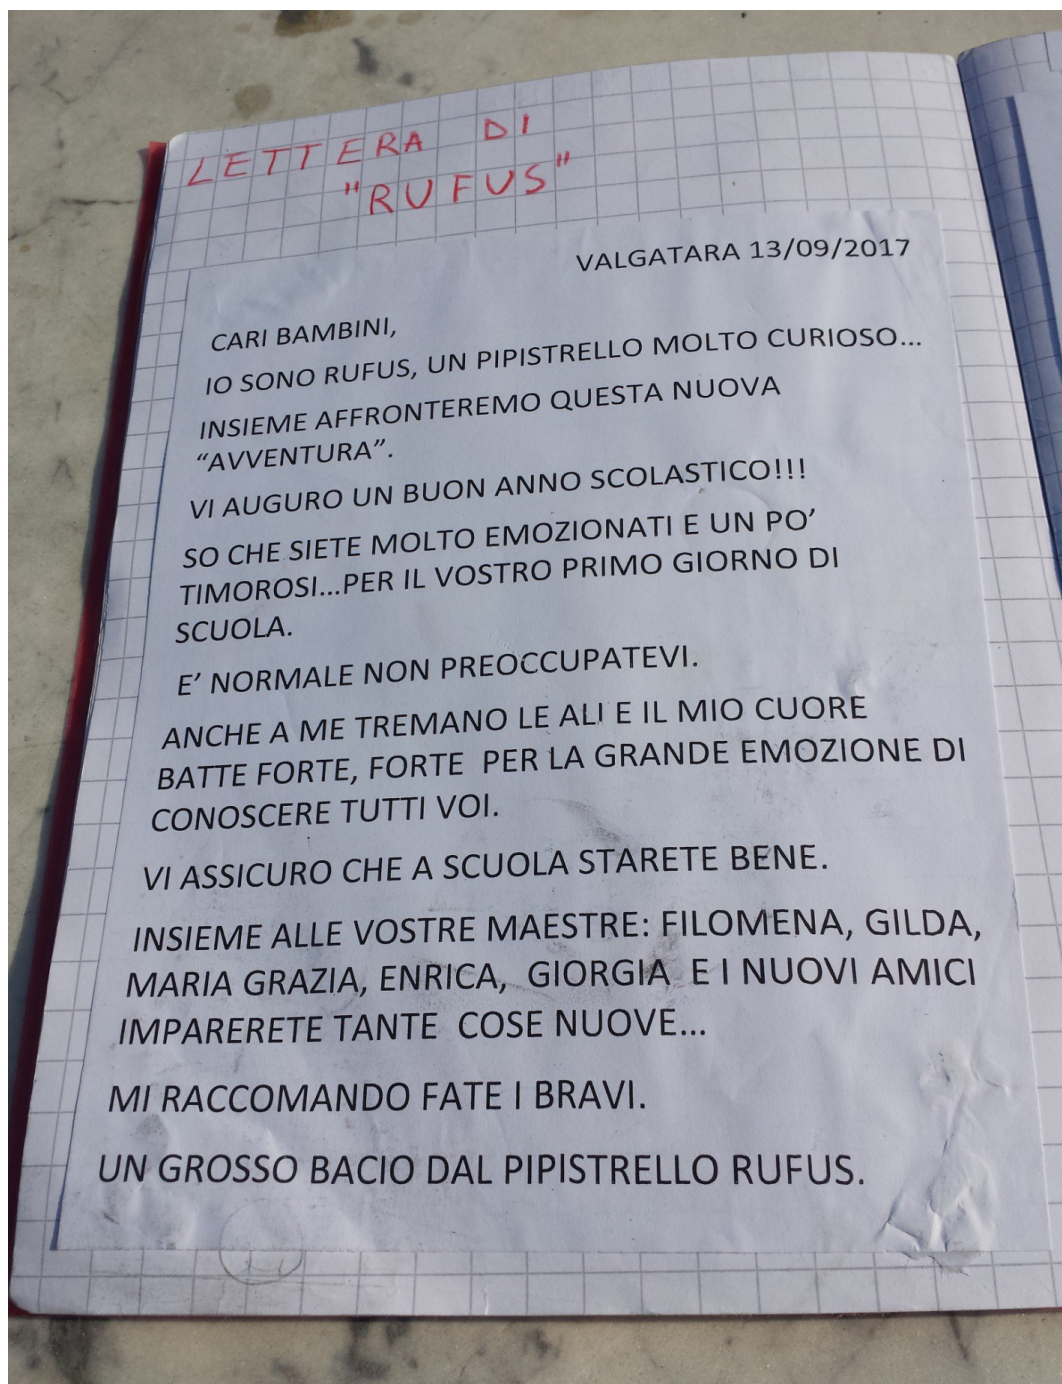 LETTERA DI
"RUFUS"
VALGATARA 13/09/2017
CARI BAMBINI,
IO SONO RUFUS, UN PIPISTRELLO MOLTO CURIOSO...
INSIEME AFFRONTEREMO QUESTA NUOVA
“AVVENTURA”.
VI AUGURO UN BUON ANNO SCOLASTICO!!!
SO CHE SIETE MOLTO EMOZIONATI E UN PO’
TIMOROSI...PER IL VOSTRO PRIMO GIORNO DI
SCUOLA.
E’ NORMALE NON PREOCCUPATEVI.
ANCHE A ME TREMANO LE ALI E IL MIO CUORE
BATTE FORTE, FORTE PER LA GRANDE EMOZIONE DI
CONOSCERE TUTTI VOI.
VI ASSICURO CHE A SCUOLA STARETE BENE.
INSIEME ALLE VOSTRE MAESTRE: FILOMENA, GILDA,
MARIA GRAZIA, ENRICA, GIORGIA E I NUOVI AMICI
IMPARERETE TANTE COSE NUOVE...
MI RACCOMANDO FATE I BRAVI.
UN GROSSO BACIO DAL PIPISTRELLO RUFUS.